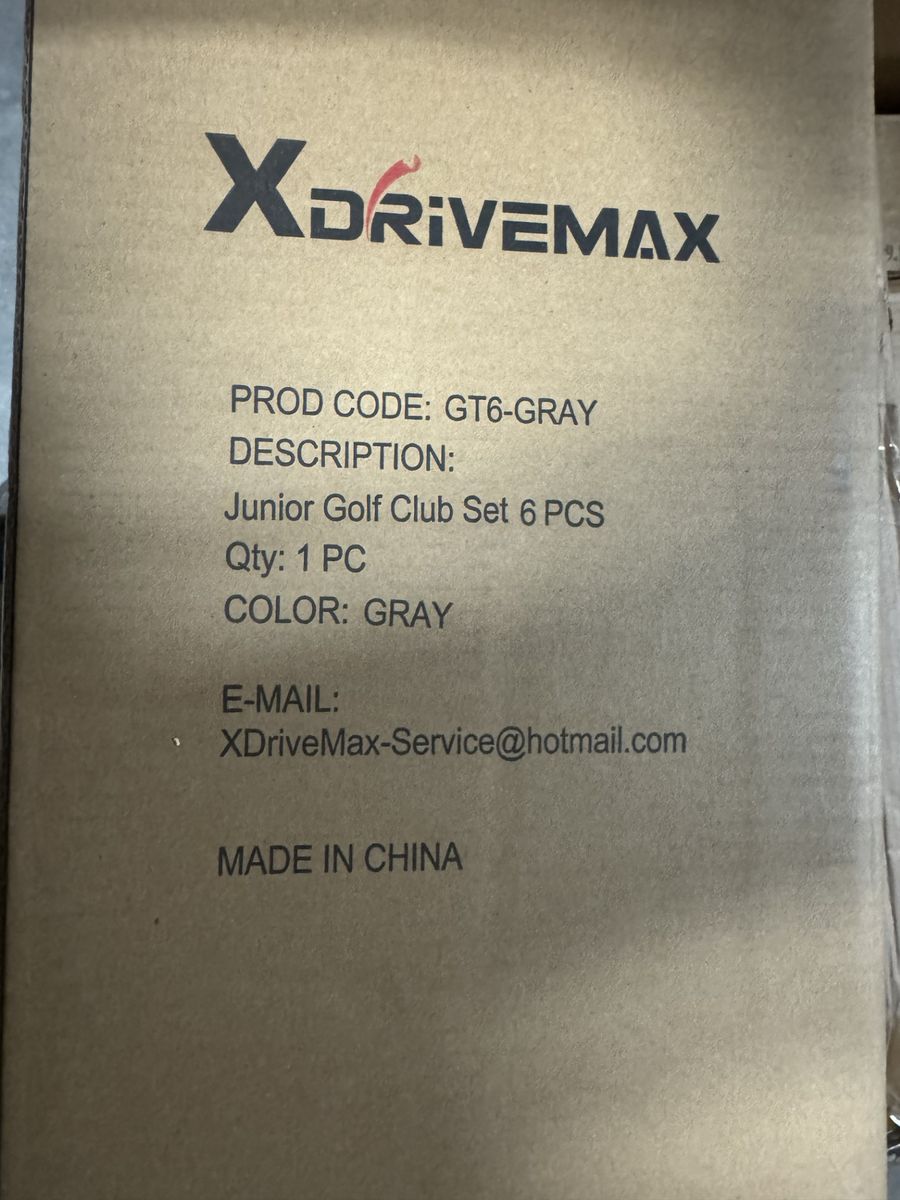 XDRiVEMAX
PROD CODE: GT6-GRAY
DESCRIPTION:
Junior Golf Club Set 6 PCS
Qty: 1 PC
COLOR: GRAY
E-MAIL:
XDriveMax-Service@hotmail.com
MADE IN CHINA